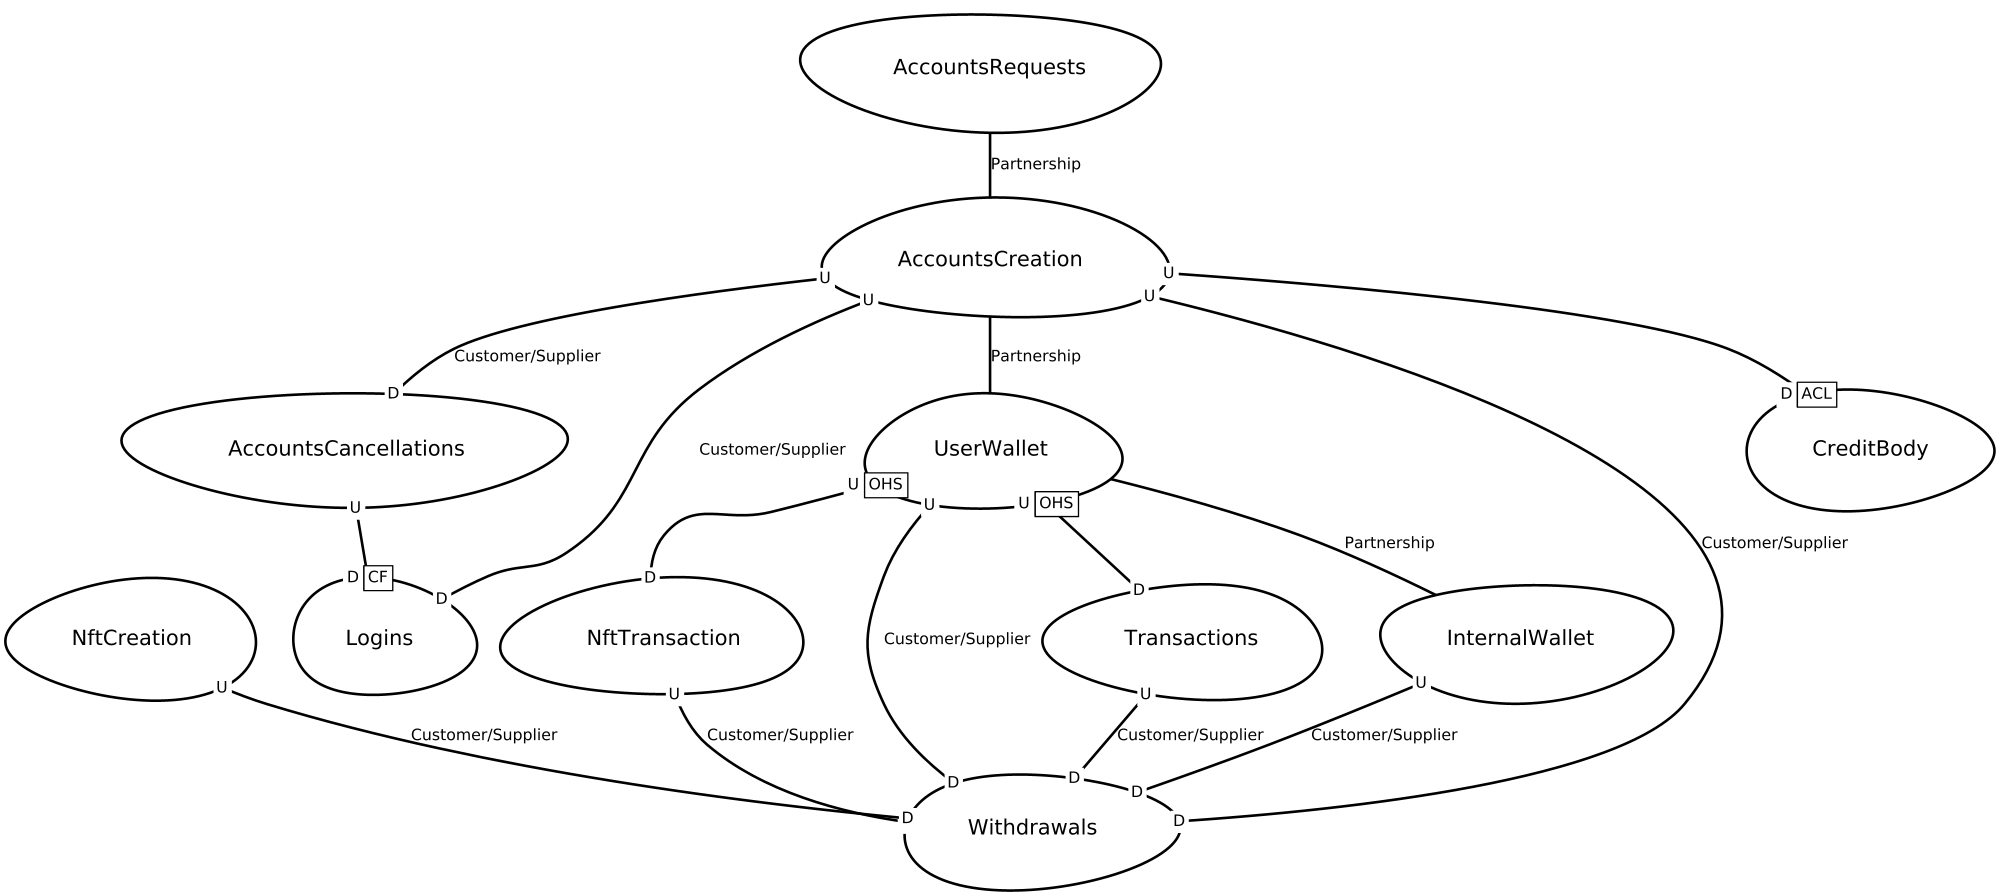 AccountsRequests
Partnership
AccountsCreation
U
U
U
U
Customer/Supplier
Partnership
D
D ACL
AccountsCancellations
Customer/Supplier
UserWallet
CreditBody
U OHS
U
U OHS
U
Partnership
Customer/Supplier
D CF
D
D
D
NftCreation
Logins
NftTransaction
Customer/Supplier
Transactions
InternalWallet
U
U
U
U
Customer/Supplier
Customer/Supplier
Customer/Supplier
Customer/Supplier
D
D
D
D
D
Withdrawals